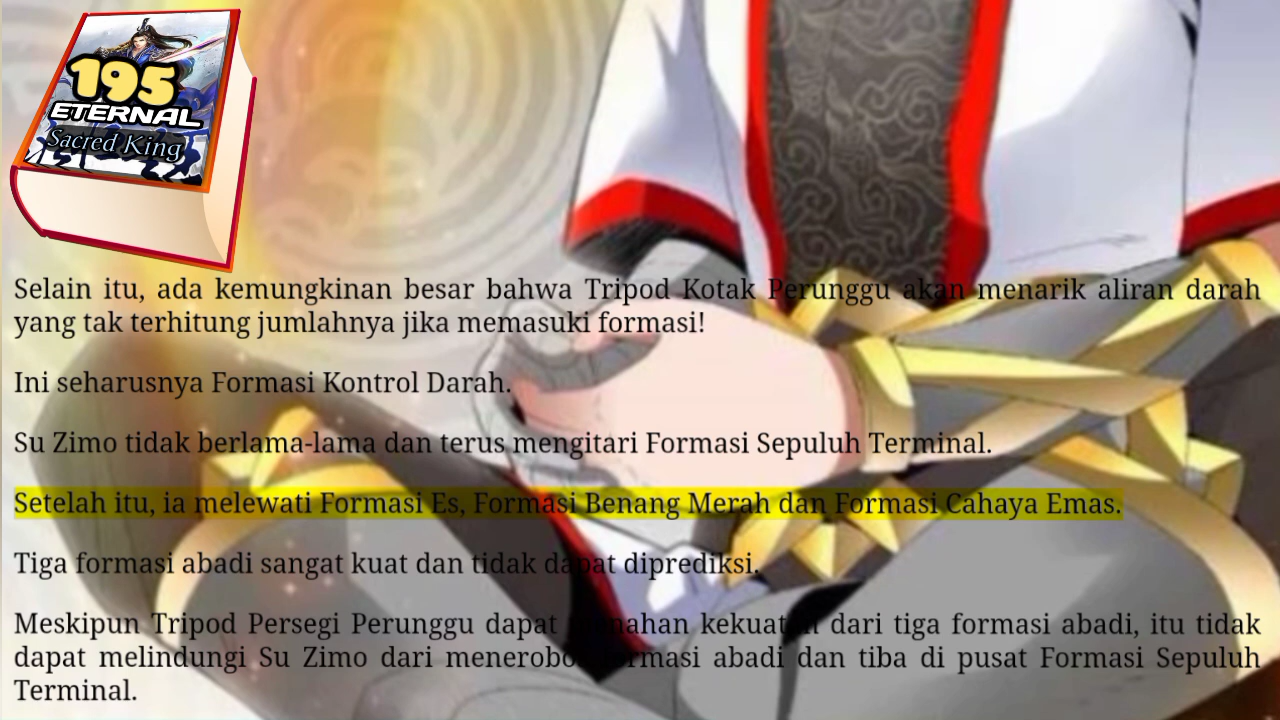 195
ETERNAL
Sacred King
Selain itu, ada kemungkinan besar bahwa Tripod Kotak Perunggu akan menarik aliran darah
yang tak terhitung jumlahnya jika memasuki formasi!
Ini seharusnya Formasi Kontrol Darah.
Su Zimo tidak berlama-lama dan terus mengitari Formasi Sepuluh Terminal.
Setelah itu, ia melewati Formasi Es, Formasi Benang Merah dan Formasi Cahaya Emas.
Tiga formasi abadi sangat kuat dan tidak dapat diprediksi.
Meskipun Tripod Persegi Perunggu dapat menahan kekuatan dari tiga formasi abadi, itu tidak
dapat melindungi Su Zimo dari menerobos formasi abadi dan tiba di pusat Formasi Sepuluh
Terminal.